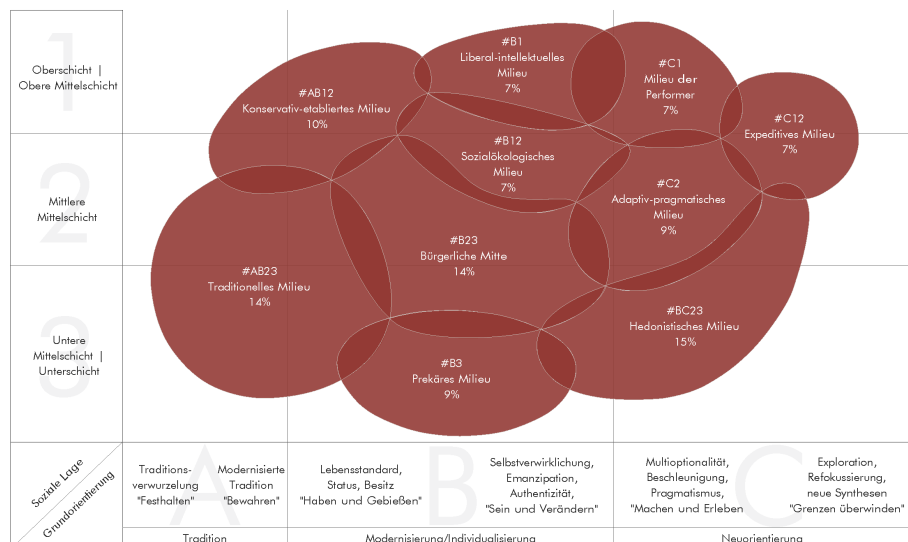 1
Oberschicht |
Obere Mittelschicht
2
Mittlere
Mittelschicht
3
Untere
Mittelschicht |
Unterschicht
#AB12
Konservativ-etabliertes Milieu
10%
#B1
Liberal-intellektuelles
Milieu
7%
#C1
Milieu der
Performer
7%
#C12
Expeditives Milieu
7%
#B12
Sozialökologisches
Milieu
7%
#C2
Adaptiv-pragmatisches
Milieu
9%
#AB23
Traditionelles Milieu
14%
#B23
Bürgerliche Mitte
14%
#BC23
Hedonistisches Milieu
15%
#B3
Prekäres Milieu
9%
Soziale Lage
Grundorientierung
A
Traditions-
verwurzelung
"Festhalten"
Modernisierte
Tradition
"Bewahren"
B
Lebensstandard,
Status, Besitz
"Haben und Gebießen"
Selbstverwirklichung,
Emanzipation,
Authentizität,
"Sein und Verändern"
C
Multioptionalität,
Beschleunigung,
Pragmatismus,
"Machen und Erleben
Exploration,
Refakussierung,
neue Synthesen
"Grenzen überwinden"
Tradition
Modernisierung/Individualisierung
Neuorientierung